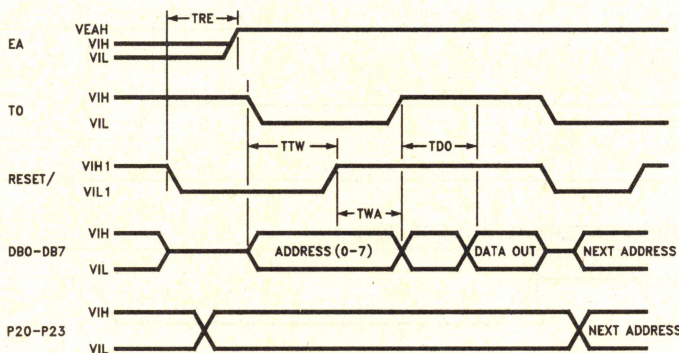 TRE
VEAH
EA
VIH
VIL
T0
VIH
VIL
TTW
TDO
RESET/
VIH1
VIL1
TWA
DB0-DB7
VIH
VIL
ADDRESS (0-7)
DATA OUT
NEXT ADDRESS
P20-P23
VIH
VIL
NEXT ADDRESS